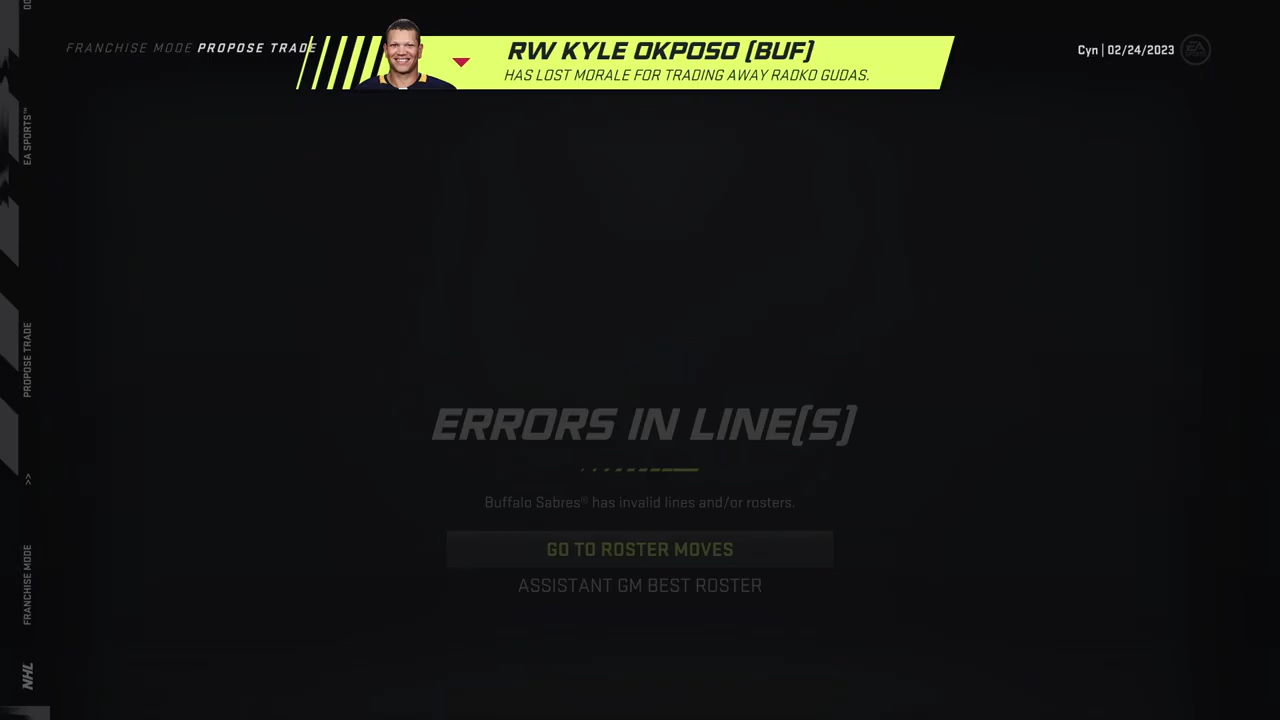 FRANCHISE MODE PROPOSE TRADE
RW KYLE OKPOSO (BUF)
HAS LOST MORALE FOR TRADING AWAY RADKO GUDAS.
Cyn | 02/24/2023
EA
EA SPORTS™
PROPOSE TRADE
>>
FRANCHISE MODE
NHL
ERRORS IN LINE(S)
Buffalo Sabres® has invalid lines and/or rosters.
GO TO ROSTER MOVES
ASSISTANT GM BEST ROSTER